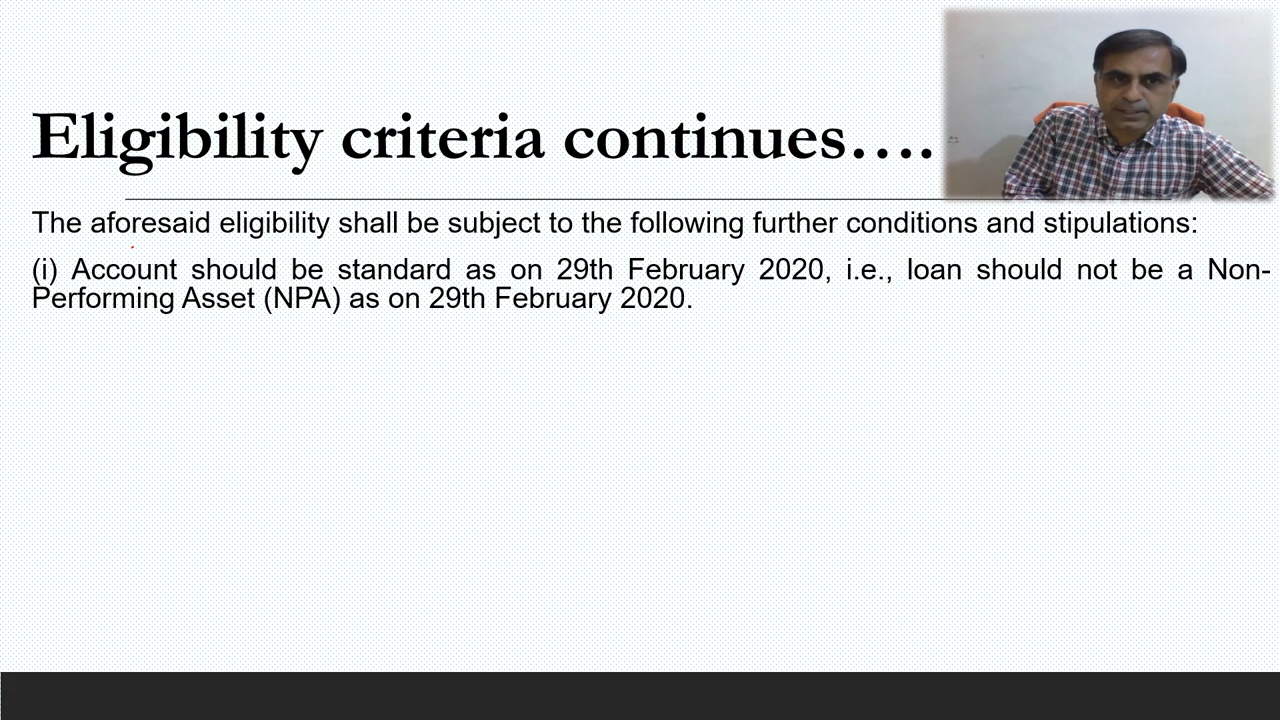 Eligibility criteria continues….
The aforesaid eligibility shall be subject to the following further conditions and stipulations:
(i) Account should be standard as on 29th February 2020, i.e., loan should not be a Non-
Performing Asset (NPA) as on 29th February 2020.